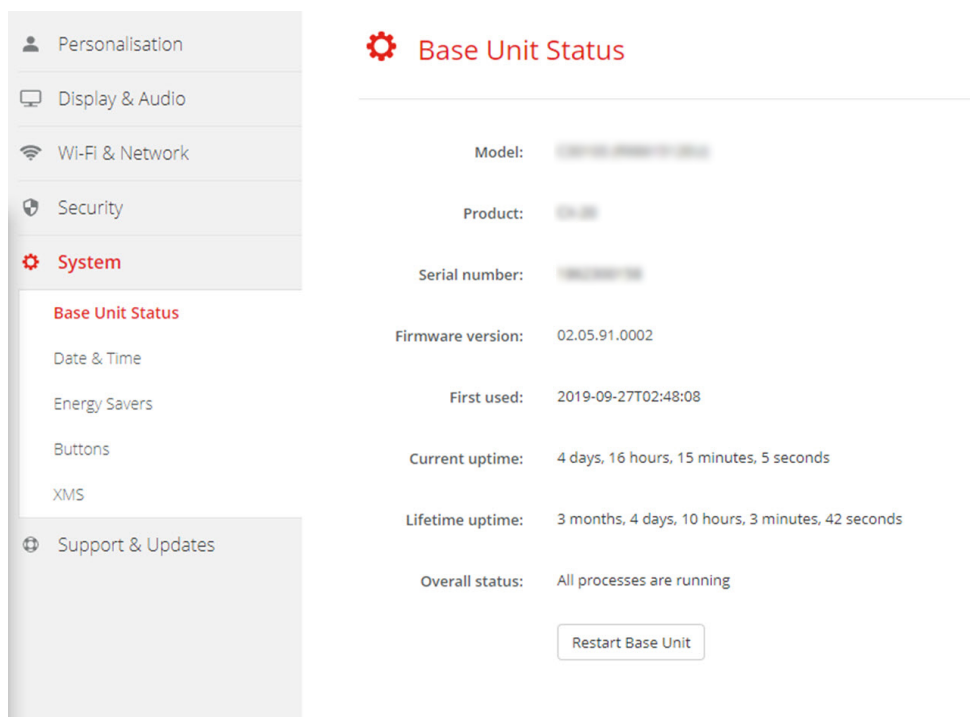 Personalisation
Display & Audio
Wi-Fi & Network
Security
System
Base Unit Status
Date & Time
Energy Savers
Buttons
XMS
Support & Updates
Base Unit Status
Model:
Product:
Serial number:
Firmware version: 02.05.91.0002
First used: 2019-09-27T02:48:08
Current uptime: 4 days, 16 hours, 15 minutes, 5 seconds
Lifetime uptime: 3 months, 4 days, 10 hours, 3 minutes, 42 seconds
Overall status: All processes are running
Restart Base Unit